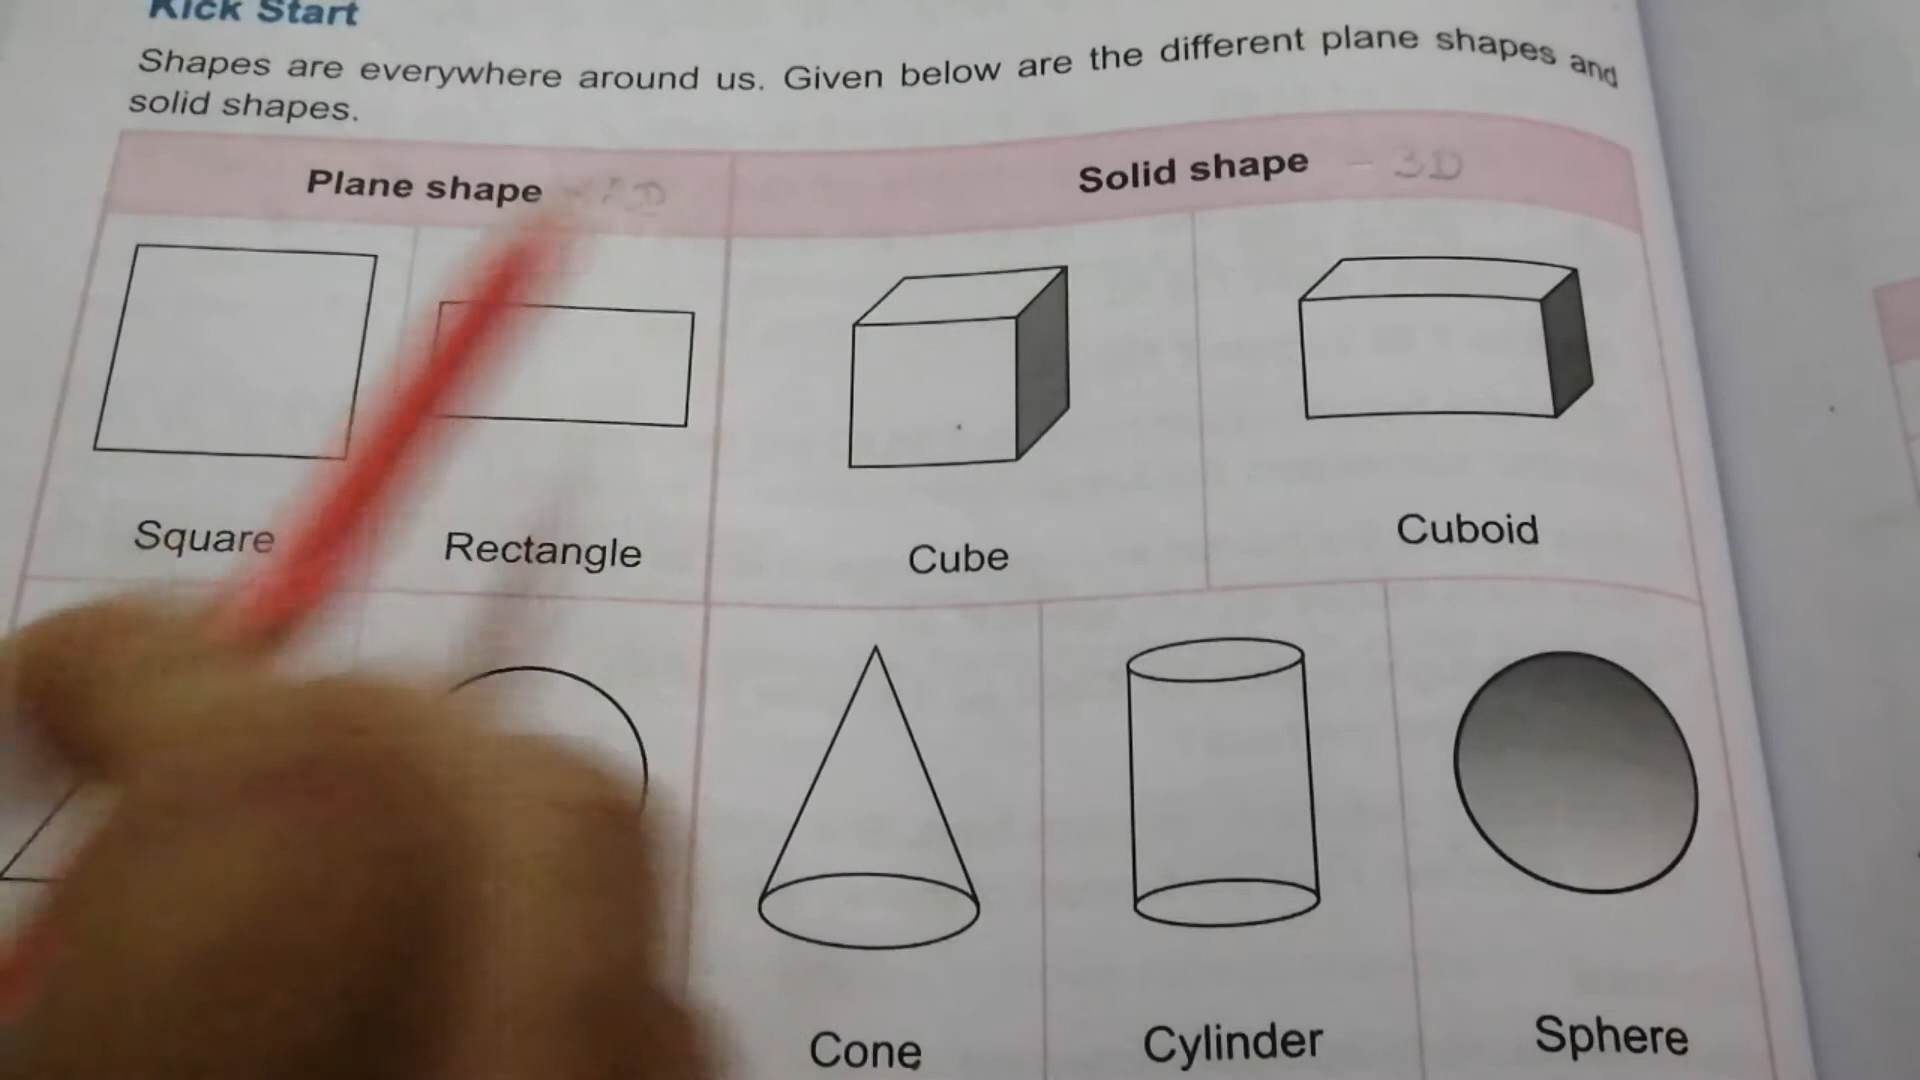 Kick Start
Shapes are everywhere around us. Given below are the different plane shapes and
solid shapes.
Plane shape
Solid shape - 3D
Square
Rectangle
Cube
Cuboid
Cone
Cylinder
Sphere